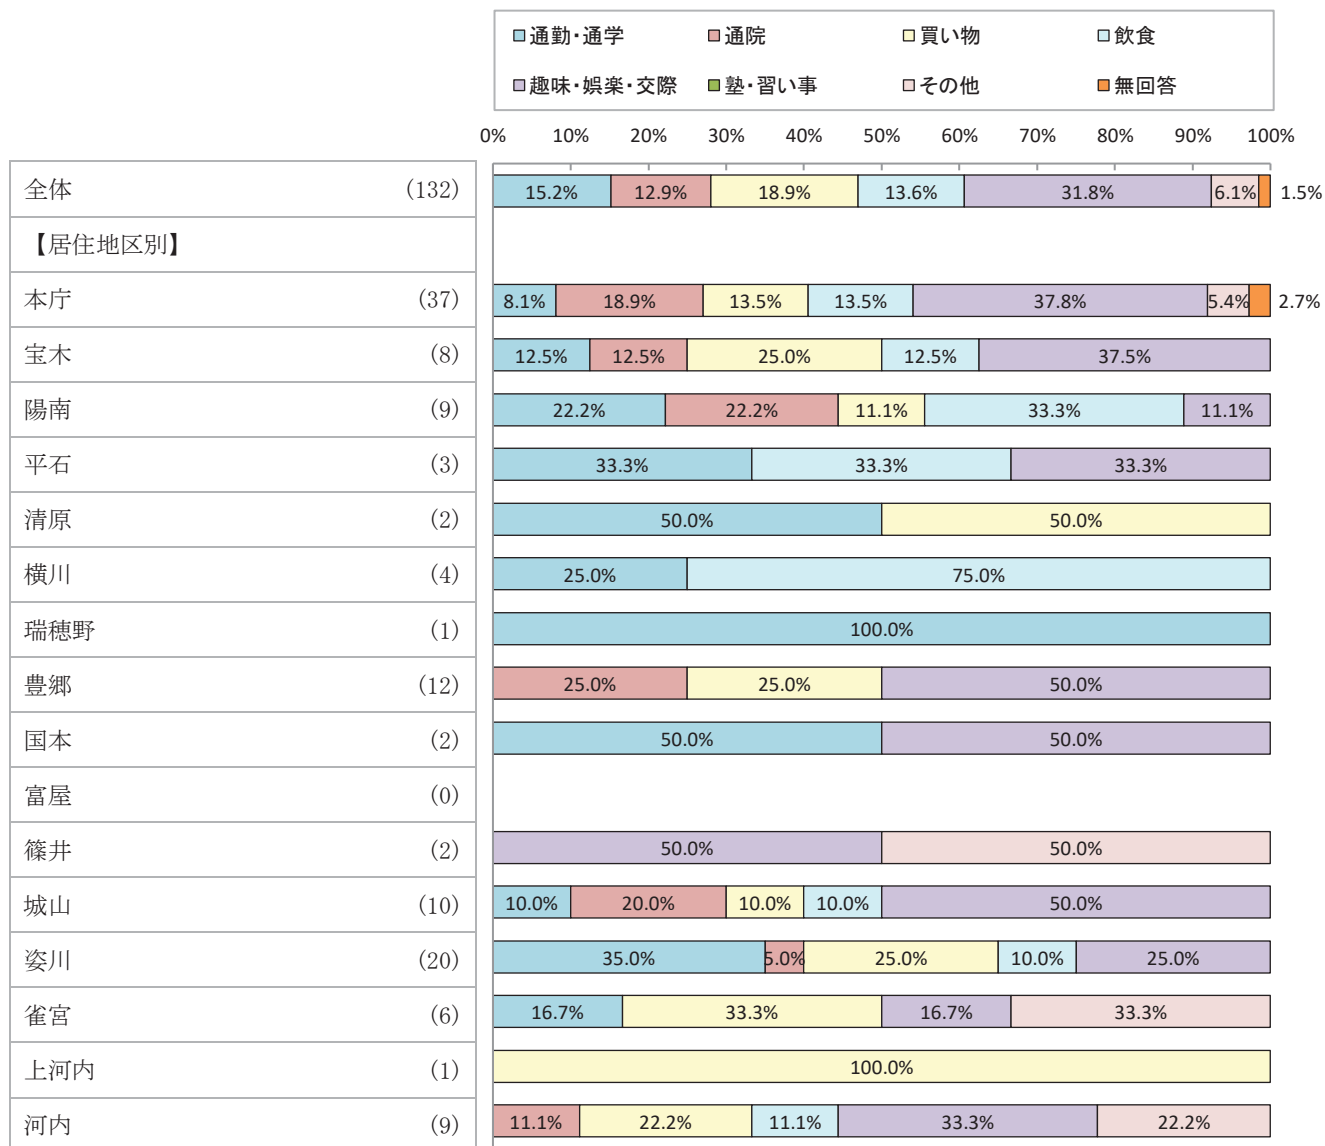 通勤・通学 通院 買い物 飲食
趣味・娯楽・交際 塾・習い事 その他 無回答
0% 10% 20% 30% 40% 50% 60% 70% 80% 90% 100%
全体 (132) 15.2% 12.9% 18.9% 13.6% 31.8% 6.1% 1.5%
【居住地区別】
本庁 (37) 8.1% 18.9% 13.5% 13.5% 37.8% 5.4% 2.7%
宝木 (8) 12.5% 12.5% 25.0% 12.5% 37.5%
陽南 (9) 22.2% 22.2% 11.1% 33.3% 11.1%
平石 (3) 33.3% 33.3% 33.3%
清原 (2) 50.0% 50.0%
横川 (4) 25.0% 75.0%
瑞穂野 (1) 100.0%
豊郷 (12) 25.0% 25.0% 50.0%
国本 (2) 50.0% 50.0%
富屋 (0)
篠井 (2) 50.0% 50.0%
城山 (10) 10.0% 20.0% 10.0% 10.0% 50.0%
姿川 (20) 35.0% 5.0% 25.0% 10.0% 25.0%
雀宮 (6) 16.7% 33.3% 16.7% 33.3%
上河内 (1) 100.0%
河内 (9) 11.1% 22.2% 11.1% 33.3% 22.2%